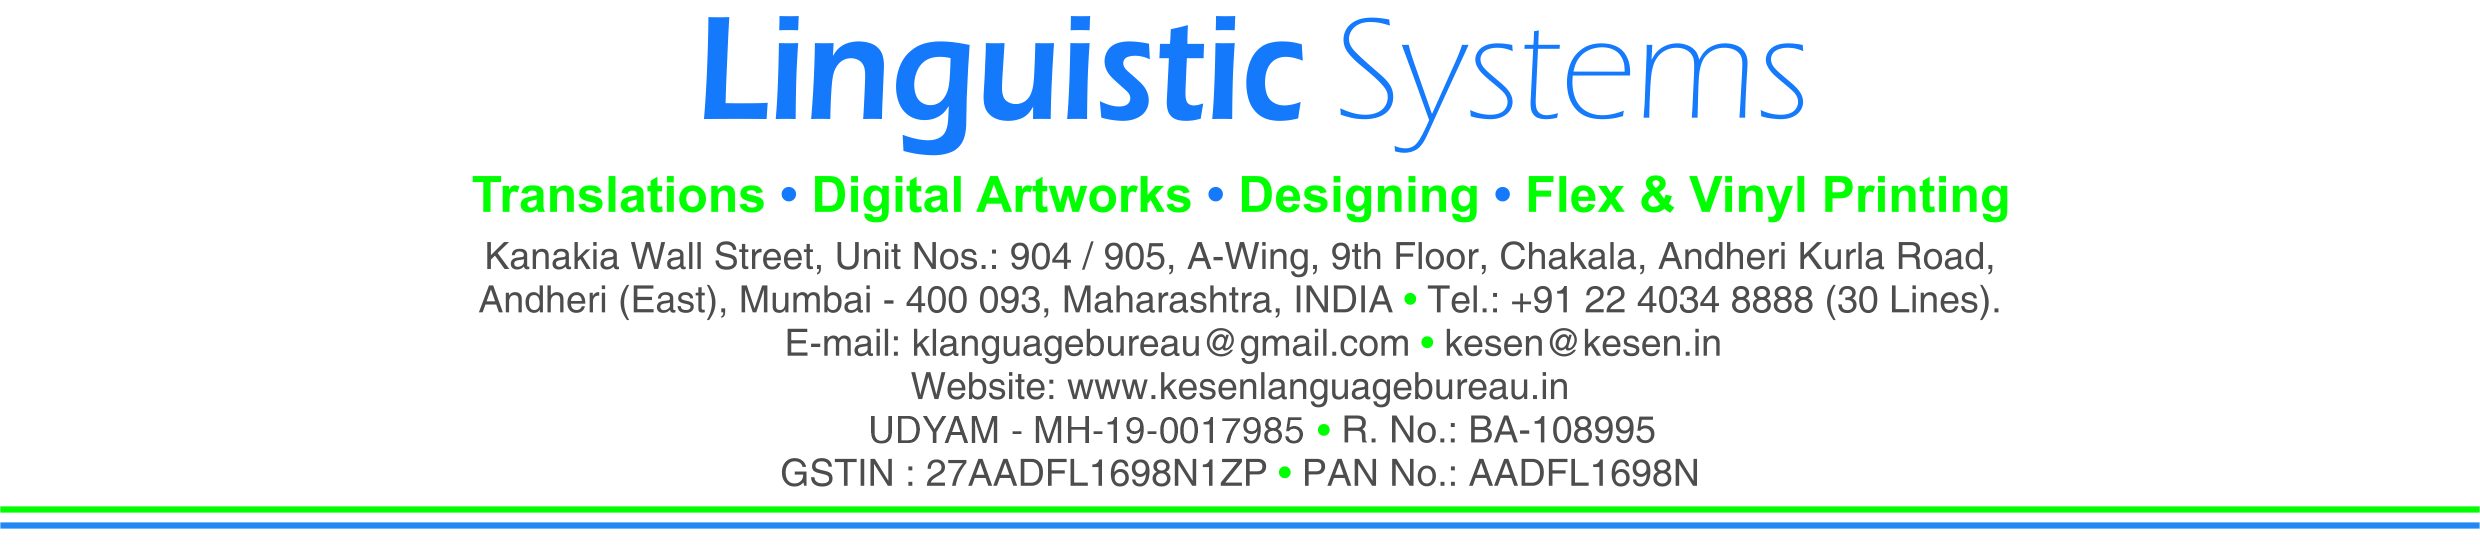 Linguistic Systems
Translations • Digital Artworks • Designing • Flex & Vinyl Printing
Kanakia Wall Street, Unit Nos.: 904 / 905, A-Wing, 9th Floor, Chakala, Andheri Kurla Road,
Andheri (East), Mumbai - 400 093, Maharashtra, INDIA • Tel.: +91 22 4034 8888 (30 Lines).
E-mail: klanguagebureau@gmail.com • kesen@kesen.in
Website: www.kesenlanguagebureau.in
UDYAM - MH-19-0017985 • R. No.: BA-108995
GSTIN : 27AADFL1698N1ZP • PAN No.: AADFL1698N